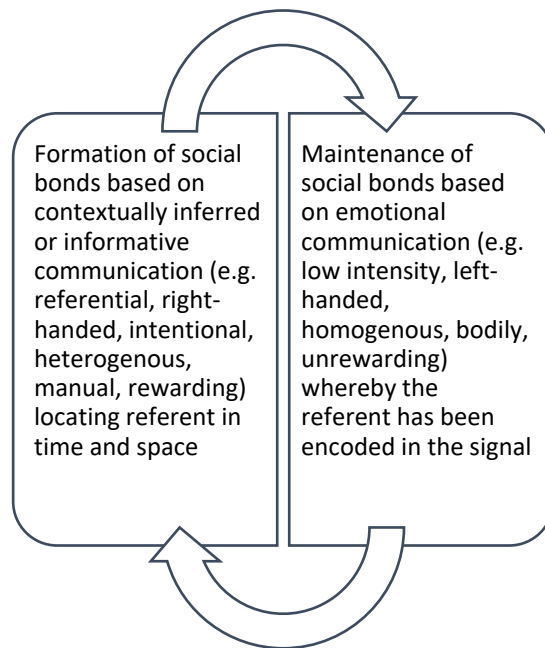 Formation of social
bonds based on
contextually inferred
or informative
communication (e.g.
referential, right-
handed, intentional,
heterogenous,
manual, rewarding)
locating referent in
time and space
Maintenance of
social bonds based
on emotional
communication (e.g.
low intensity, left-
handed,
homogenous, bodily,
unrewarding)
whereby the
referent has been
encoded in the signal